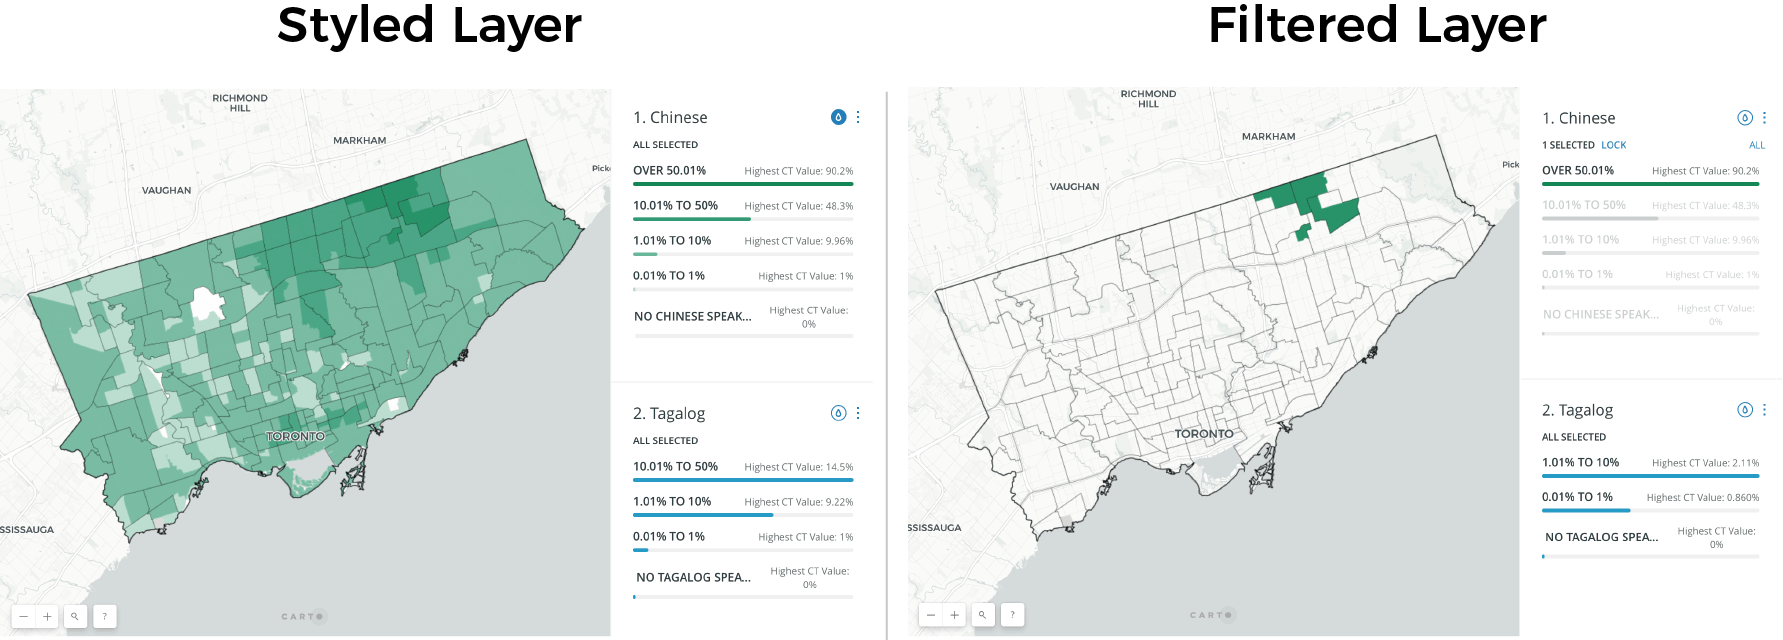 Styled Layer
RICHMOND
HILL
MARKHAM
VAUGHAN
Picke
TORONTO
SSISSAUGA
− + ?
CARTO
1. Chinese
ALL SELECTED
OVER 50.01% Highest CT Value: 90.2%
10.01% TO 50% Highest CT Value: 48.3%
1.01% TO 10% Highest CT Value: 9.96%
0.01% TO 1% Highest CT Value: 1%
NO CHINESE SPEAK... Highest CT Value:
0%
2. Tagalog
ALL SELECTED
10.01% TO 50% Highest CT Value: 14.5%
1.01% TO 10% Highest CT Value: 9.22%
0.01% TO 1% Highest CT Value: 1%
NO TAGALOG SPEA... Highest CT Value:
0%
Filtered Layer
RICHMOND
HILL
MARKHAM
VAUGHAN
Pick
TORONTO
SSISSAUGA
− + ?
CARTO
1. Chinese
1 SELECTED LOCK ALL
OVER 50.01% Highest CT Value: 90.2%
10.01% TO 50% Highest CT Value: 48.3%
1.01% TO 10% Highest CT Value: 9.96%
0.01% TO 1% Highest CT Value: 1%
NO CHINESE SPEAK... Highest CT Value:
0%
2. Tagalog
ALL SELECTED
1.01% TO 10% Highest CT Value: 2.11%
0.01% TO 1% Highest CT Value: 0.860%
NO TAGALOG SPEA... Highest CT Value:
0%